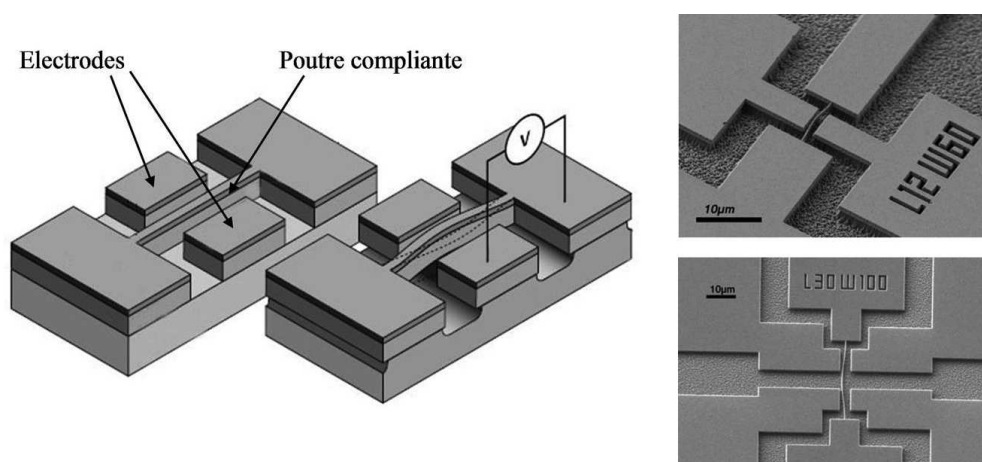 Electrodes
Poutre compliante
V
10µm
L12 W60
10µm
L30 W100